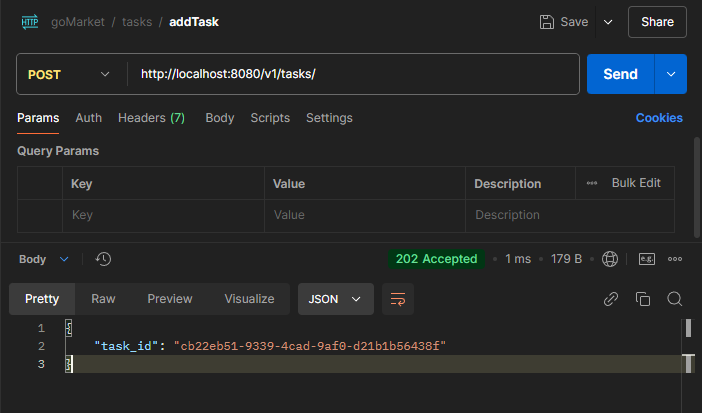 HTTP goMarket / tasks / addTask Save Share
POST http://localhost:8080/v1/tasks/ Send
Params Auth Headers (7) Body Scripts Settings Cookies
Query Params
Key Value Description ••• Bulk Edit
Key Value Description
Body 202 Accepted • 1 ms • 179 B • e.g. •••
Pretty Raw Preview Visualize JSON
1 {
2 "task_id": "cb22eb51-9339-4cad-9af0-d21b1b56438f"
3 }